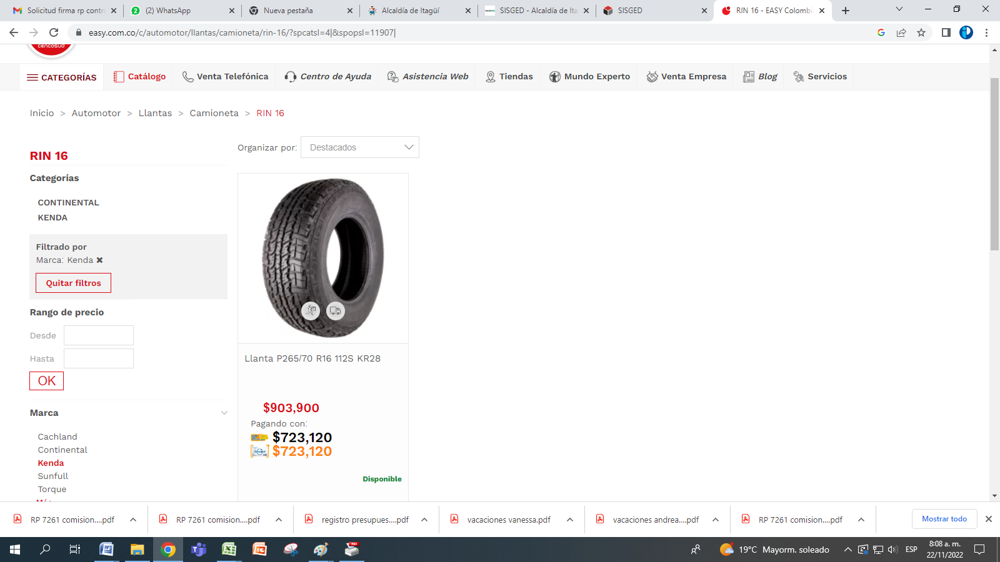 Solicitud firma rp contra
(2) WhatsApp
Nueva pestaña
Alcaldía de Itagüí
SISGED - Alcaldía de Ita
SISGED
RIN 16 - EASY Colombi
easy.com.co/c/automotor/llantas/camioneta/rin-16/?spcatsl=4|&spopsl=11907|
cencosud
CATEGORÍAS
Catálogo
Venta Telefónica
Centro de Ayuda
Asistencia Web
Tiendas
Mundo Experto
Venta Empresa
Blog
Servicios
Inicio > Automotor > Llantas > Camioneta > RIN 16
Organizar por: Destacados
RIN 16
Categorías
CONTINENTAL
KENDA
Filtrado por
Marca: Kenda ✖
Quitar filtros
Rango de precio
Desde
Hasta
OK
Marca
Cachland
Continental
Kenda
Sunfull
Torque
Más
Llanta P265/70 R16 112S KR28
$903,900
Pagando con:
$723,120
$723,120
Disponible
RP 7261 comision....pdf
RP 7261 comision....pdf
registro presupues....pdf
vacaciones vanessa.pdf
vacaciones andrea....pdf
RP 7261 comision....pdf
Mostrar todo
19°C Mayorm. soleado
ESP
8:08 a. m.
22/11/2022